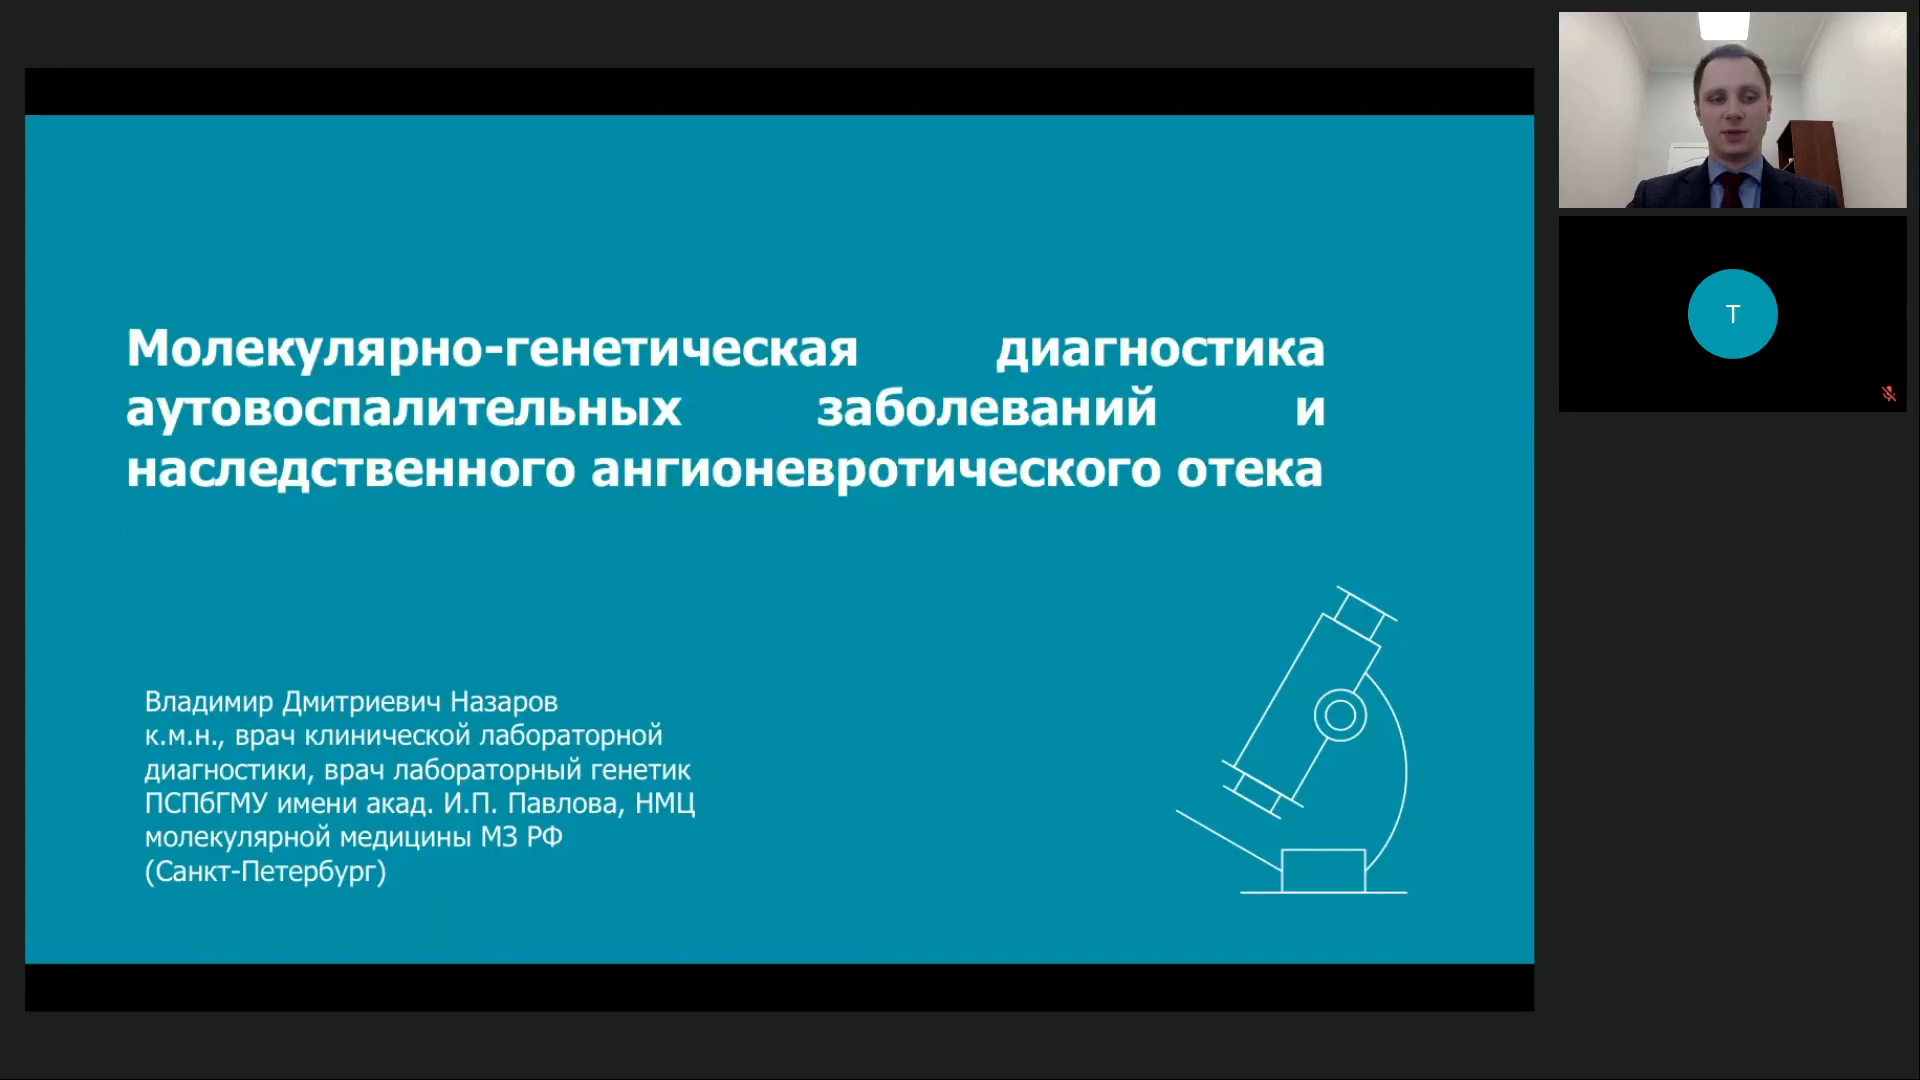 Молекулярно-генетическая диагностика
аутовоспалительных заболеваний и
наследственного ангионевротического отека
Владимир Дмитриевич Назаров
к.м.н., врач клинической лабораторной
диагностики, врач лабораторный генетик
ПСПбГМУ имени акад. И.П. Павлова, НМЦ
молекулярной медицины МЗ РФ
(Санкт-Петербург)
T